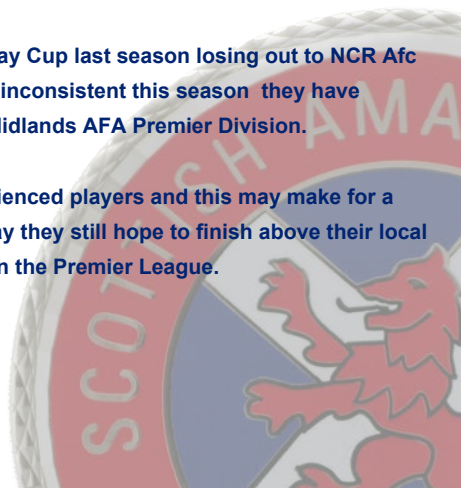 ay Cup last season losing out to NCR Afc
inconsistent this season they have
idlands AFA Premier Division.
ienced players and this may make for a
ay they still hope to finish above their local
n the Premier League.
SCOTTISH AMA